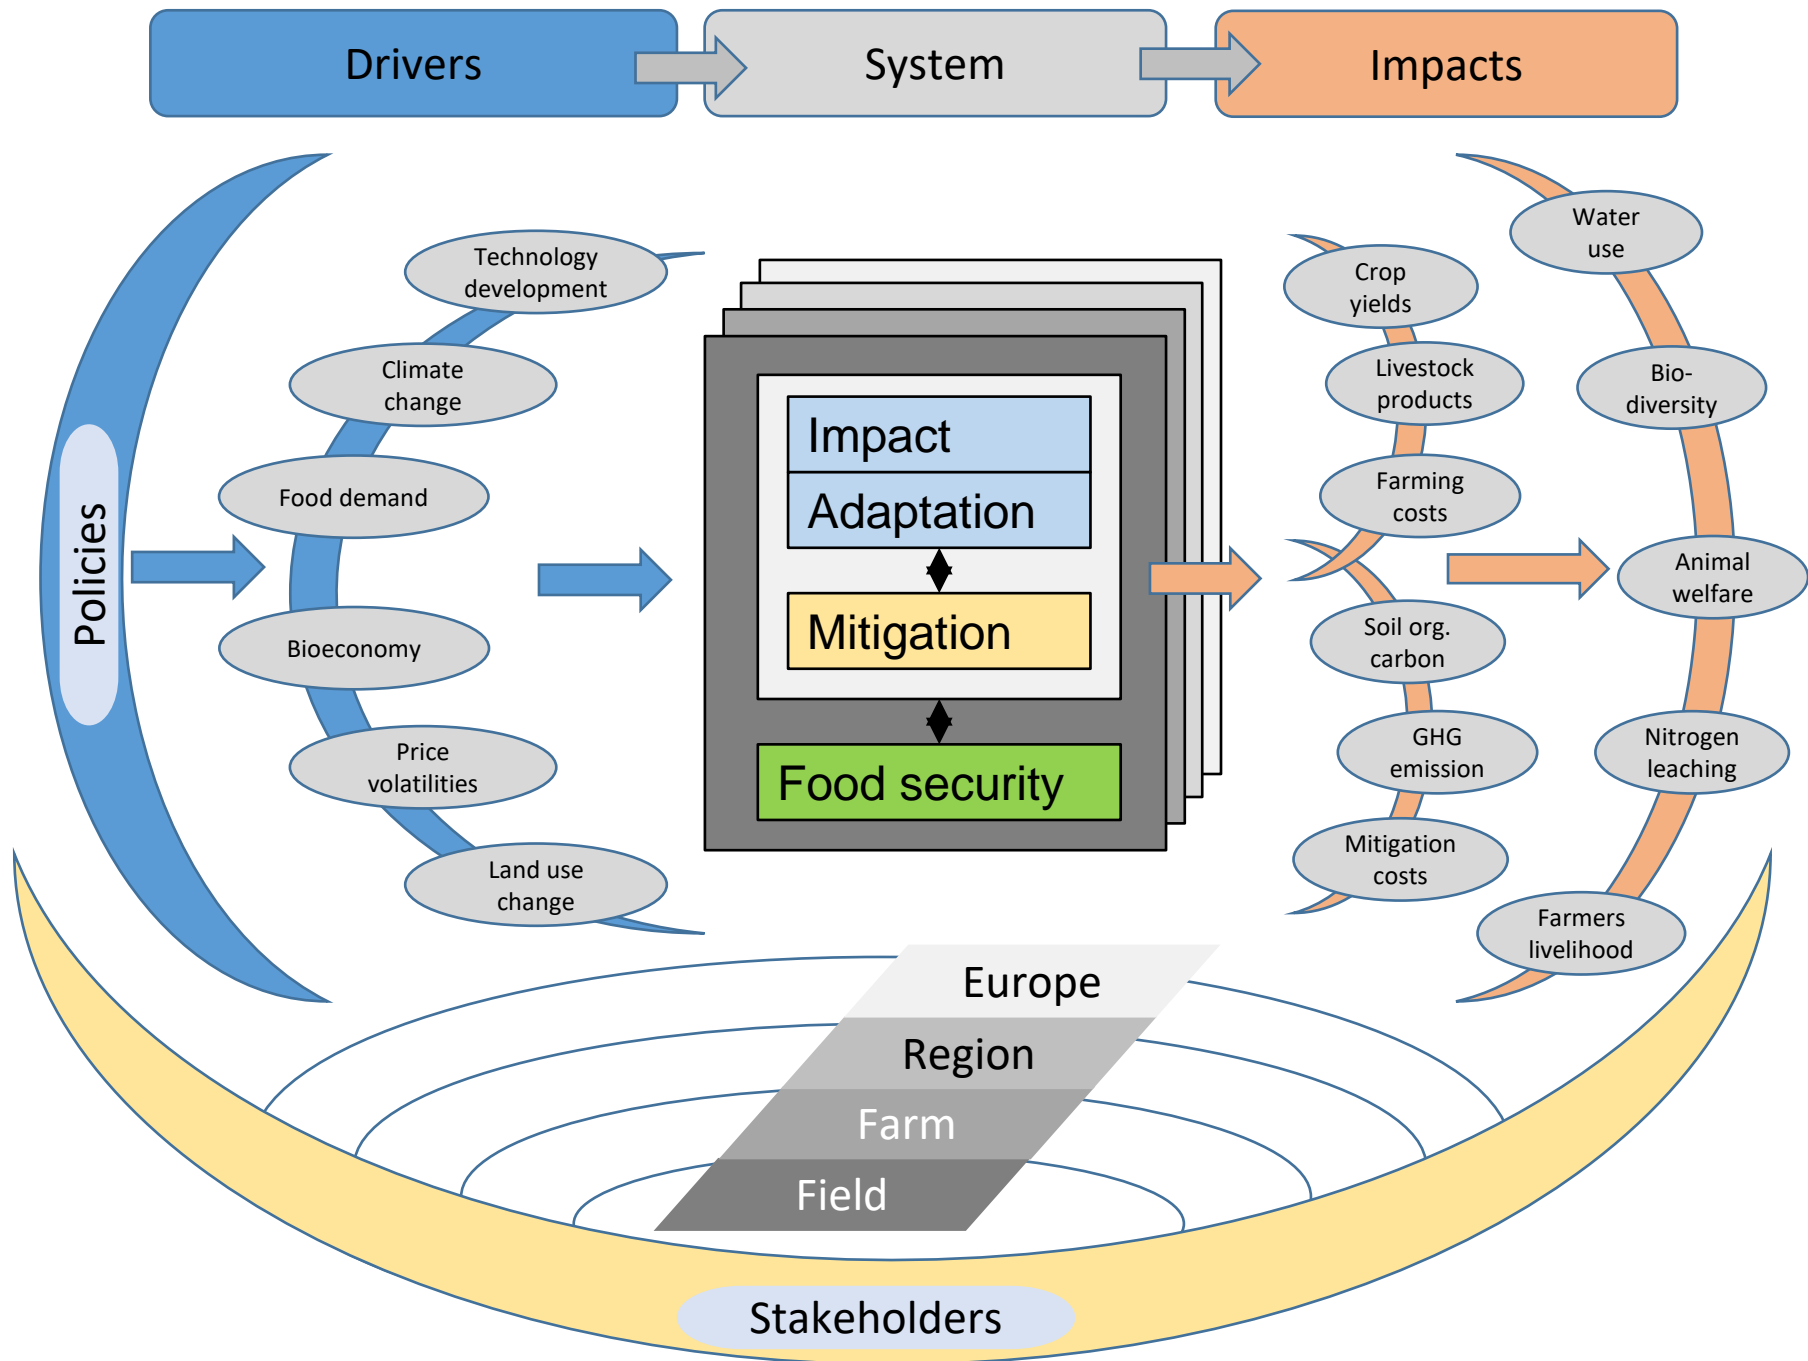 Drivers
System
Impacts
Policies
Technology
development
Climate
change
Food demand
Bioeconomy
Price
volatilities
Land use
change
Impact
Adaptation
Mitigation
Food security
Crop
yields
Livestock
products
Farming
costs
Soil org.
carbon
GHG
emission
Mitigation
costs
Water
use
Bio-
diversity
Animal
welfare
Nitrogen
leaching
Farmers
livelihood
Europe
Region
Farm
Field
Stakeholders